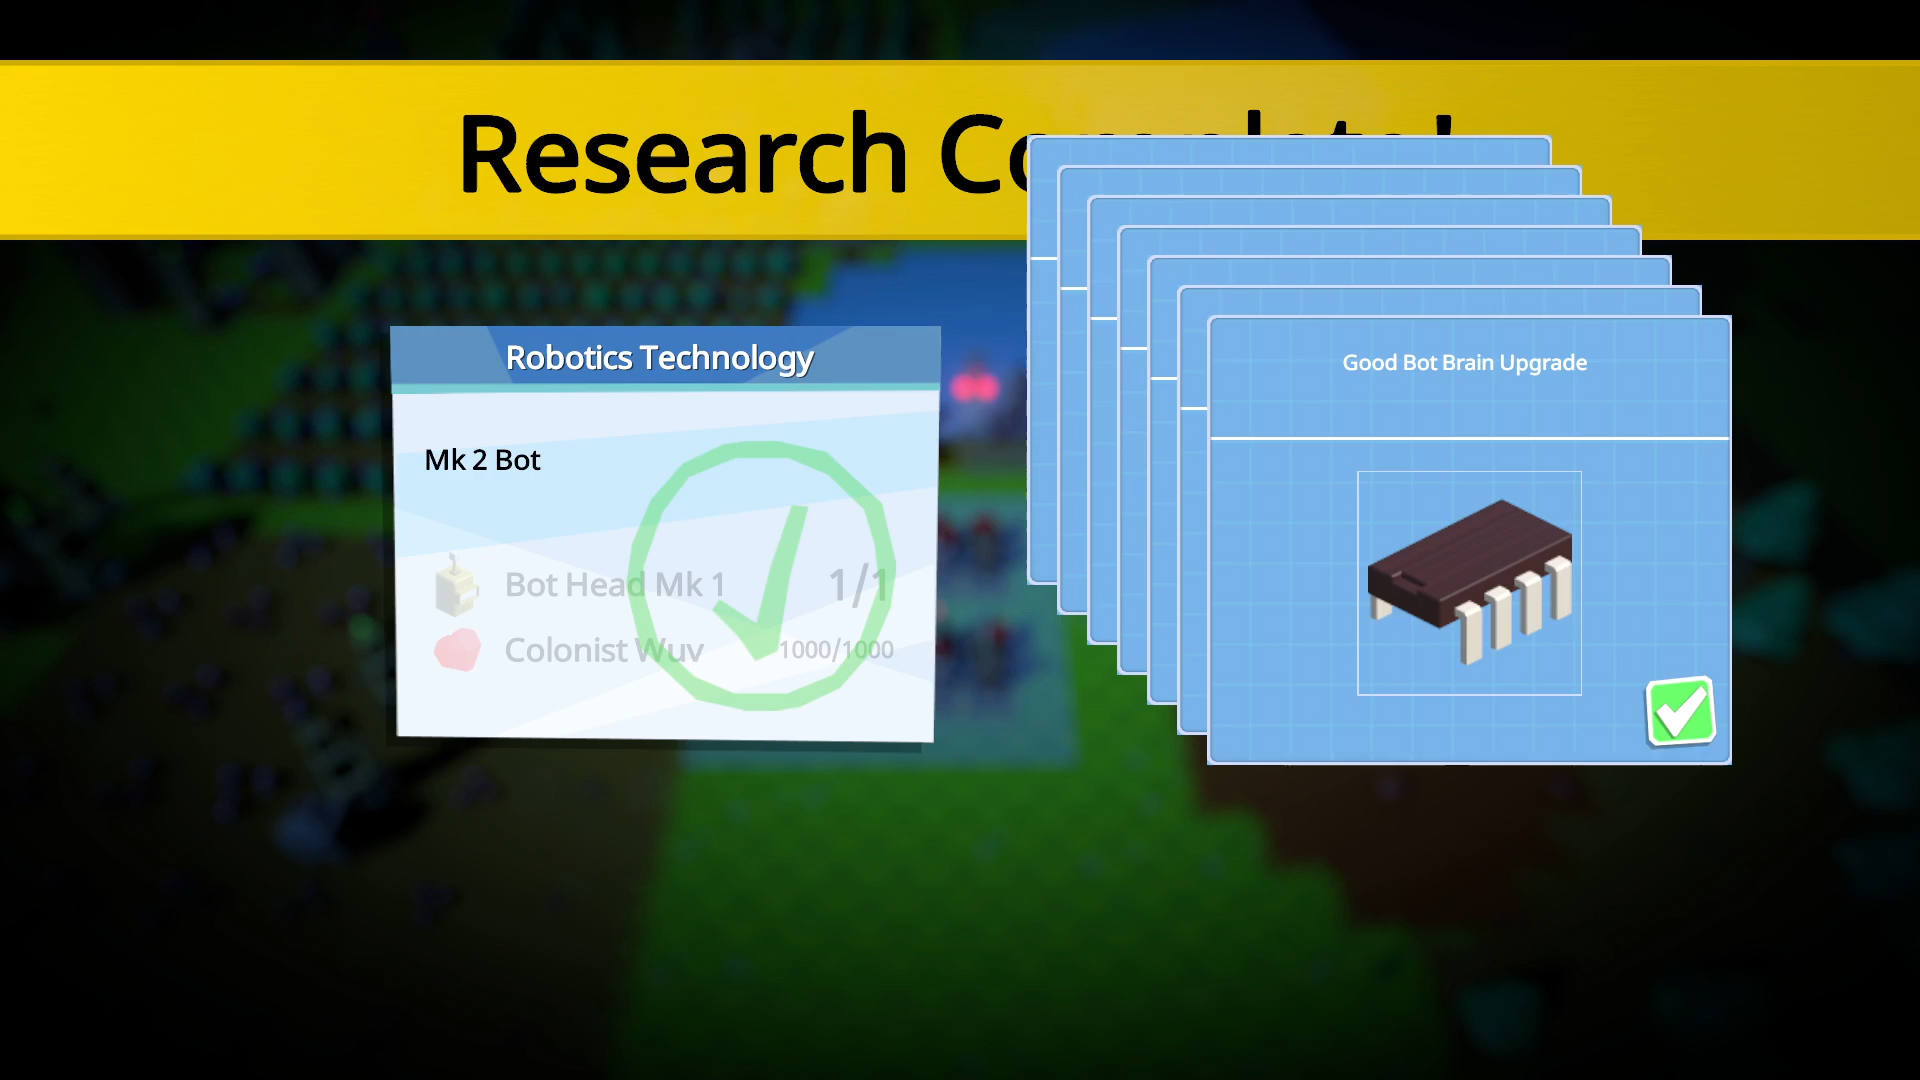 Research Complete!
Robotics Technology
Mk 2 Bot
Bot Head Mk 1 1/1
Colonist Wuv 1000/1000
Good Bot Brain Upgrade